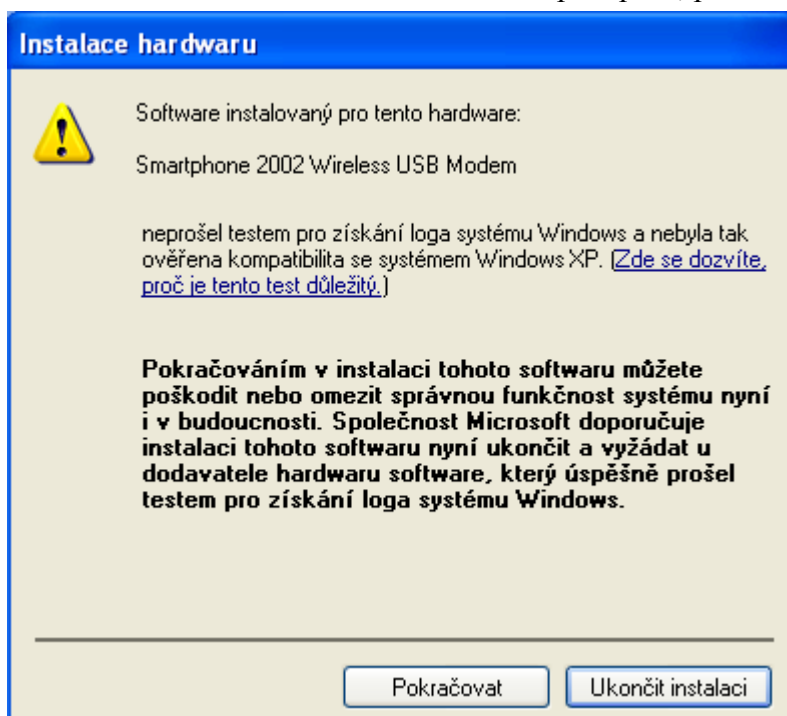 Instalace hardwaru
Software instalovaný pro tento hardware:
Smartphone 2002 Wireless USB Modem
neprošel testem pro získání loga systému Windows a nebyla tak
ověřena kompatibilita se systémem Windows XP. (Zde se dozvíte,
proč je tento test důležitý.)
Pokračováním v instalaci tohoto softwaru můžete
poškodit nebo omezit správnou funkčnost systému nyní
i v budoucnosti. Společnost Microsoft doporučuje
instalaci tohoto softwaru nyní ukončit a vyžádat u
dodavatele hardwaru software, který úspěšně prošel
testem pro získání loga systému Windows.
Pokračovat
Ukončit instalaci